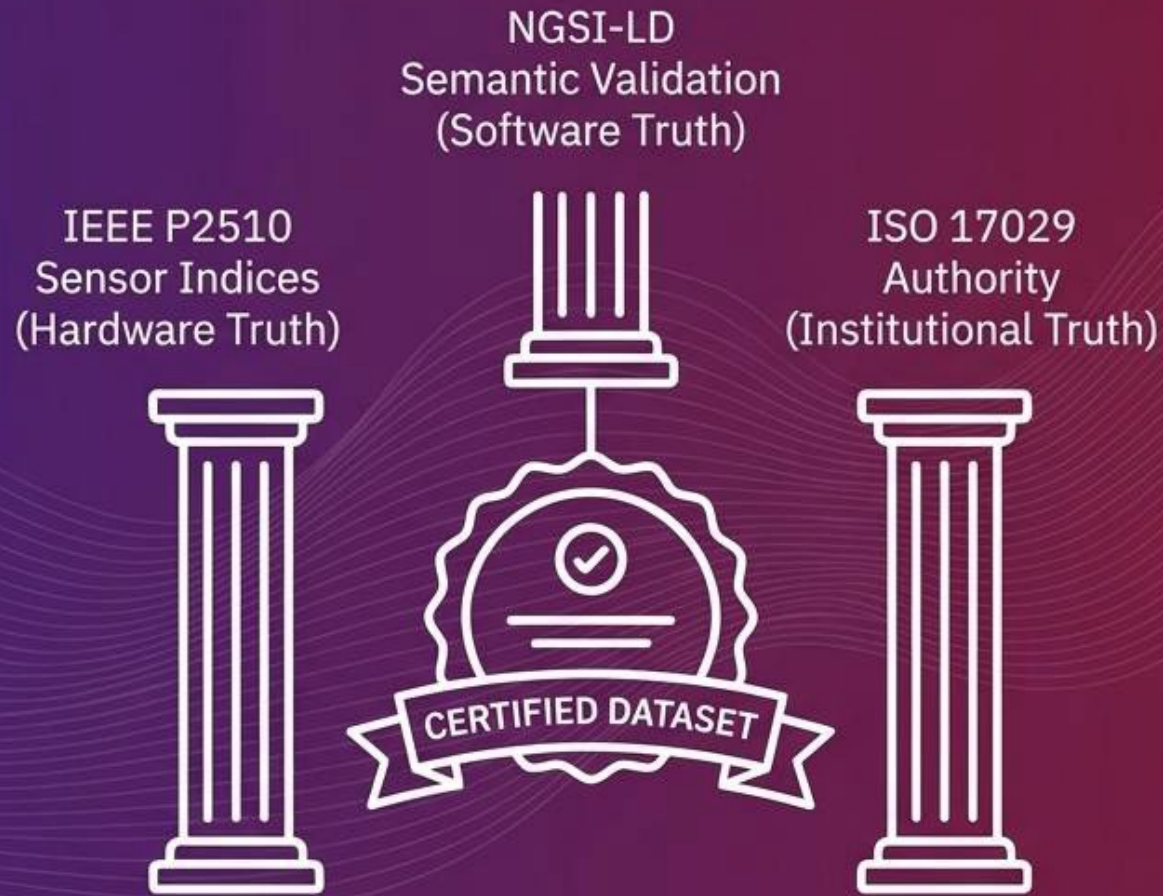 NGSI-LD
Semantic Validation
(Software Truth)
IEEE P2510
Sensor Indices
(Hardware Truth)
ISO 17029
Authority
(Institutional Truth)
CERTIFIED DATASET